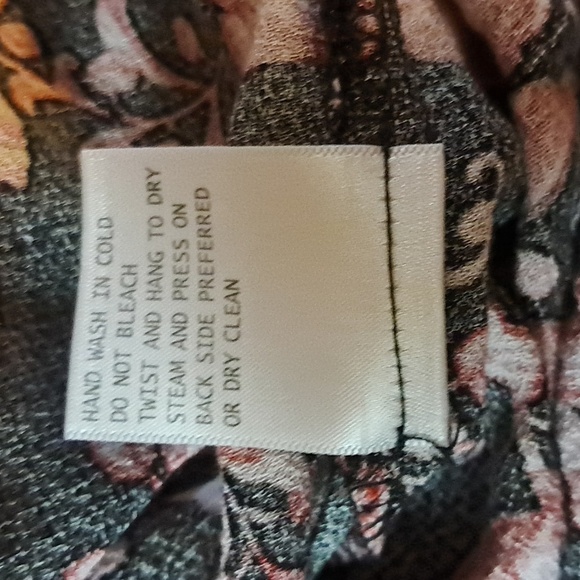 HAND WASH IN COLD
DO NOT BLEACH
TWIST AND HANG TO DRY
STEAM AND PRESS ON
BACK SIDE PREFERRED
OR DRY CLEAN